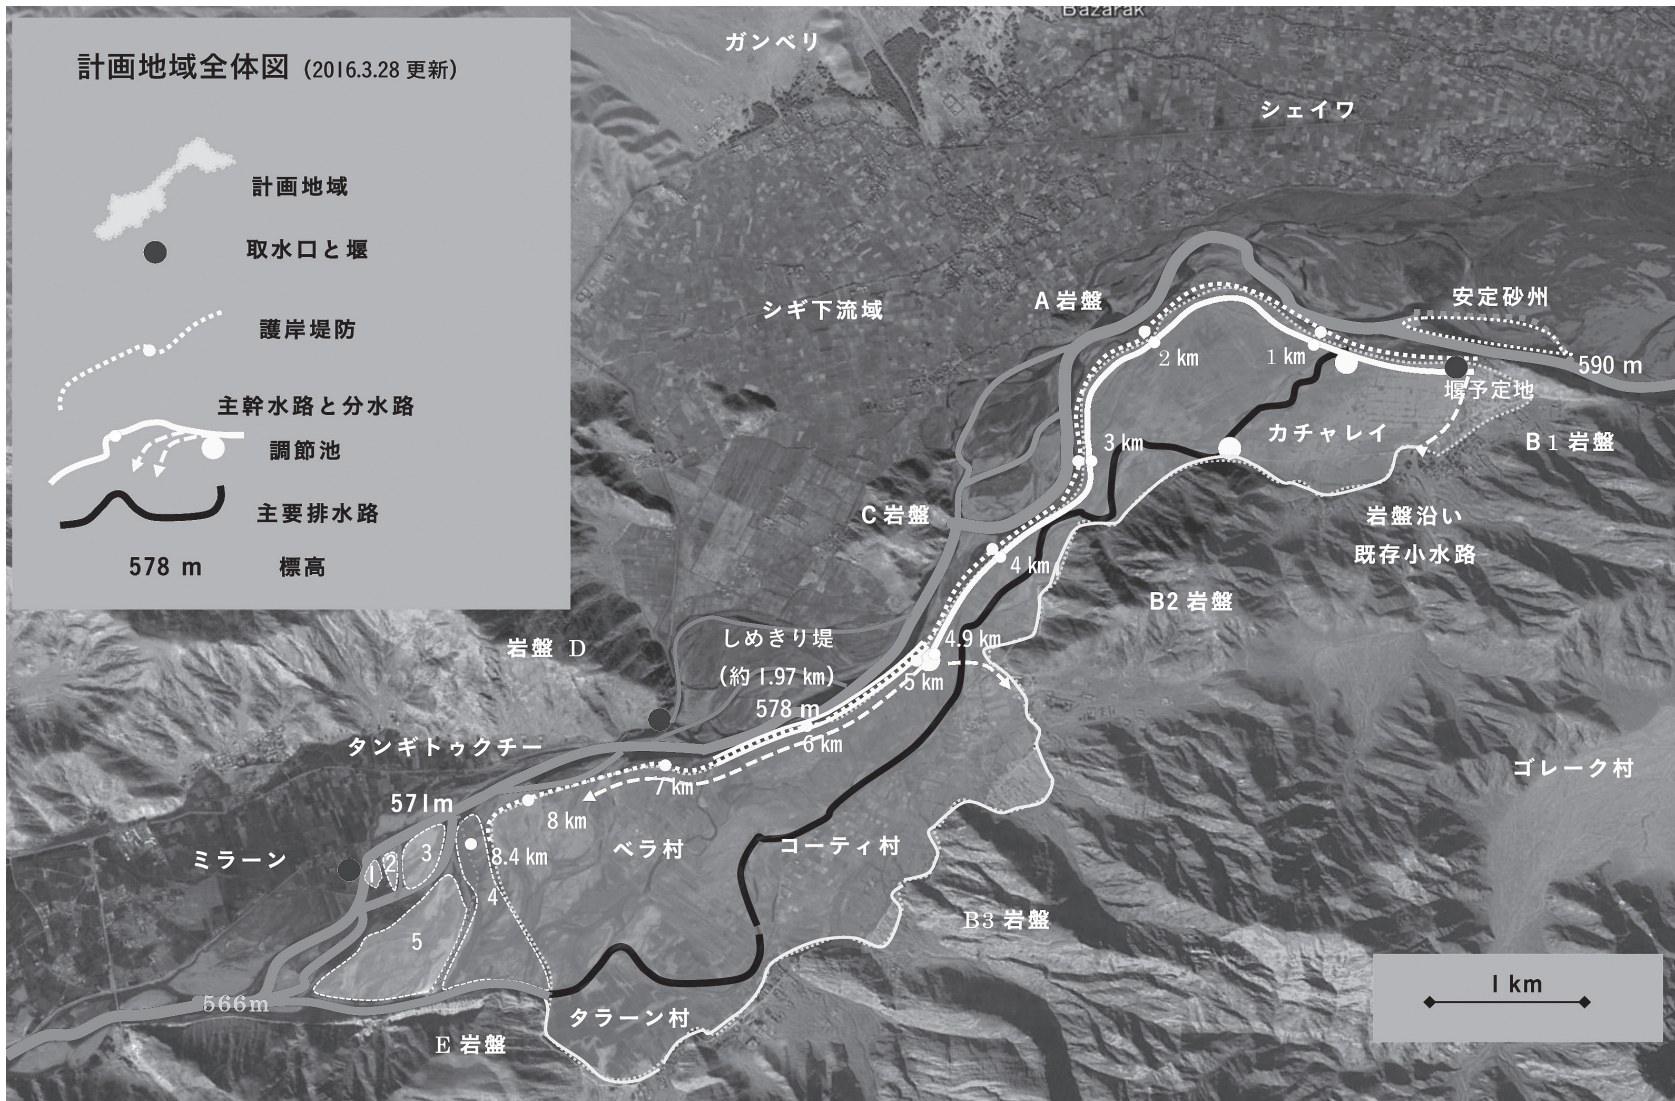 計画地域全体図（2016.3.28 更新）
計画地域
取水口と堰
護岸堤防
主幹水路と分水路
調節池
主要排水路
578 m 標高
Bazarak
ガンベリ
シェイワ
シギ下流域
A 岩盤
安定砂州
2 km
1 km
590 m
堰予定地
カチャレイ
B 1 岩盤
3 km
C 岩盤
岩盤沿い
既存小水路
4 km
B2 岩盤
岩盤 D
しめきり堤
（約 1.97 km）
4.9 km
5 km
578 m
6 km
タンギトゥクチー
7 km
ゴレーク村
571m
8 km
ベラ村
コーティ村
ミラーン
1
2
3
8.4 km
4
5
B3 岩盤
566m
タラーン村
E 岩盤
1 km